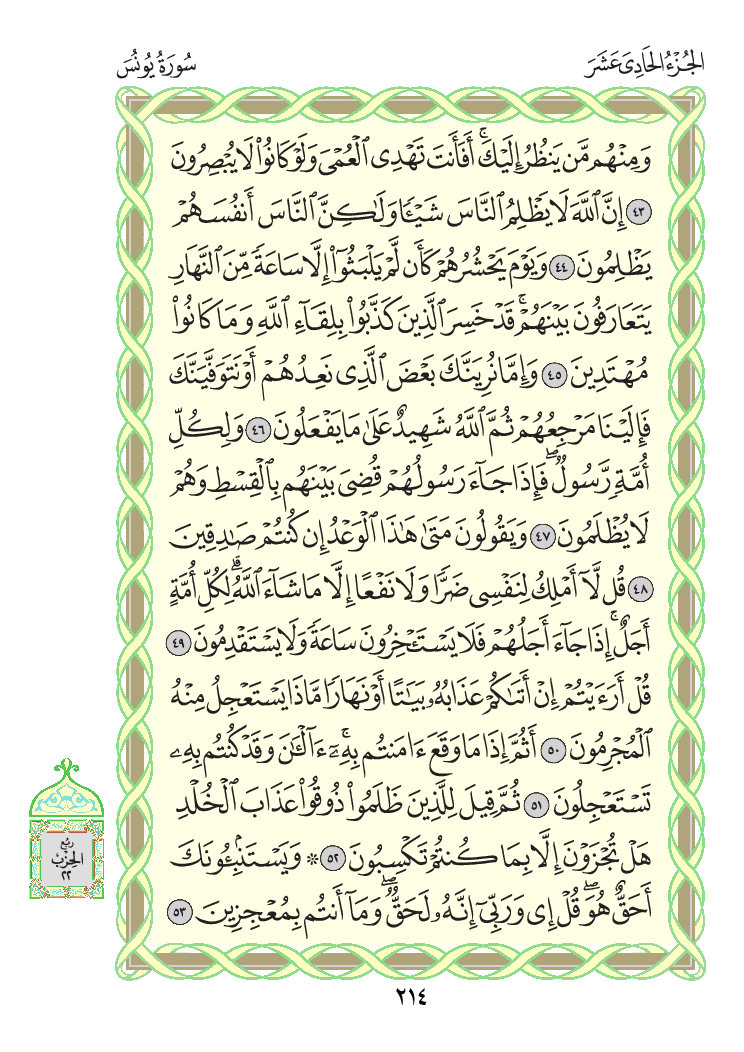 الجُزْءُ الحَادِىَ عَشَرَ
سُورَةُ يُونُسَ
وَمِنْهُم مَّن يَنظُرُ إِلَيْكَۚ أَفَأَنتَ تَهْدِى ٱلْعُمْىَ وَلَوْ كَانُوا۟ لَا يُبْصِرُونَ
٤٣ إِنَّ ٱللَّهَ لَا يَظْلِمُ ٱلنَّاسَ شَيْـًٔا وَلَٰكِنَّ ٱلنَّاسَ أَنفُسَهُمْ
يَظْلِمُونَ ٤٤ وَيَوْمَ يَحْشُرُهُمْ كَأَن لَّمْ يَلْبَثُوٓا۟ إِلَّا سَاعَةً مِّنَ ٱلنَّهَارِ
يَتَعَارَفُونَ بَيْنَهُمْۚ قَدْ خَسِرَ ٱلَّذِينَ كَذَّبُوا۟ بِلِقَآءِ ٱللَّهِ وَمَا كَانُوا۟
مُهْتَدِينَ ٤٥ وَإِمَّا نُرِيَنَّكَ بَعْضَ ٱلَّذِى نَعِدُهُمْ أَوْ نَتَوَفَّيَنَّكَ
فَإِلَيْنَا مَرْجِعُهُمْ ثُمَّ ٱللَّهُ شَهِيدٌ عَلَىٰ مَا يَفْعَلُونَ ٤٦ وَلِكُلِّ
أُمَّةٍ رَّسُولٌۖ فَإِذَا جَآءَ رَسُولُهُمْ قُضِىَ بَيْنَهُم بِٱلْقِسْطِ وَهُمْ
لَا يُظْلَمُونَ ٤٧ وَيَقُولُونَ مَتَىٰ هَٰذَا ٱلْوَعْدُ إِن كُنتُمْ صَٰدِقِينَ
٤٨ قُل لَّآ أَمْلِكُ لِنَفْسِى ضَرًّا وَلَا نَفْعًا إِلَّا مَا شَآءَ ٱللَّهُۗ لِكُلِّ أُمَّةٍ
أَجَلٌۚ إِذَا جَآءَ أَجَلُهُمْ فَلَا يَسْتَـْٔخِرُونَ سَاعَةً وَلَا يَسْتَقْدِمُونَ ٤٩
قُلْ أَرَءَيْتُمْ إِنْ أَتَىٰكُمْ عَذَابُهُۥ بَيَٰتًا أَوْ نَهَارًا مَّاذَا يَسْتَعْجِلُ مِنْهُ
ٱلْمُجْرِمُونَ ٥٠ أَثُمَّ إِذَا مَا وَقَعَ ءَامَنتُم بِهِۦٓۚ ءَآلْـَٰٔنَ وَقَدْ كُنتُم بِهِۦ
تَسْتَعْجِلُونَ ٥١ ثُمَّ قِيلَ لِلَّذِينَ ظَلَمُوا۟ ذُوقُوا۟ عَذَابَ ٱلْخُلْدِ
هَلْ تُجْزَوْنَ إِلَّا بِمَا كُنتُمْ تَكْسِبُونَ ٥٢ ۞ وَيَسْتَنۢبِـُٔونَكَ
أَحَقٌّ هُوَۖ قُلْ إِى وَرَبِّىٓ إِنَّهُۥ لَحَقٌّۖ وَمَآ أَنتُم بِمُعْجِزِينَ ٥٣
رُبْع
الحِزْب
٢٢
٢١٤